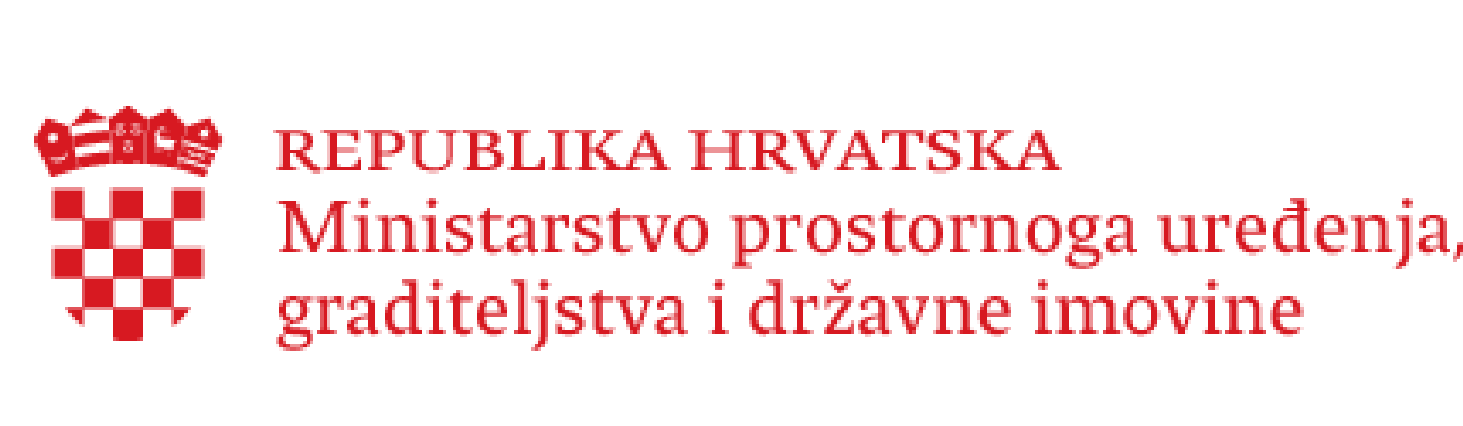 REPUBLIKA HRVATSKA
Ministarstvo prostornoga uređenja,
graditeljstva i državne imovine